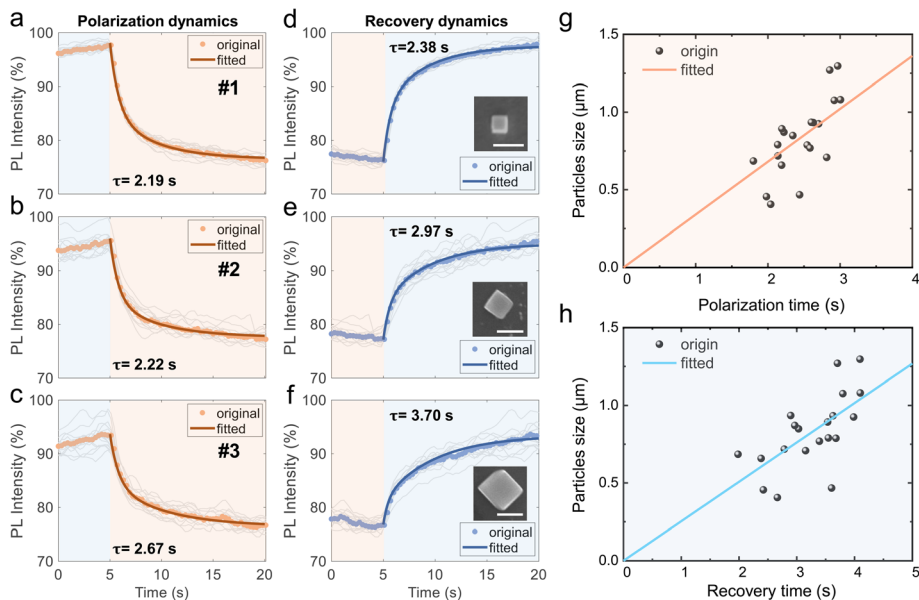 a
Polarization dynamics
100
90
80
70
PL Intensity (%)
original
fitted
#1
τ= 2.19 s
b
100
90
80
70
PL Intensity (%)
original
fitted
#2
τ= 2.22 s
c
100
90
80
70
PL Intensity (%)
original
fitted
#3
τ= 2.67 s
0 5 10 15 20
Time (s)
d
Recovery dynamics
100
90
80
70
PL Intensity (%)
τ=2.38 s
original
fitted
e
100
90
80
70
PL Intensity (%)
τ = 2.97 s
original
fitted
f
100
90
80
70
PL Intensity (%)
τ = 3.70 s
original
fitted
0 5 10 15 20
Time (s)
g
1.5
1.0
0.5
0.0
Particles size (μm)
origin
fitted
0 1 2 3 4
Polarization time (s)
h
1.5
1.0
0.5
0.0
Particles size (μm)
origin
fitted
0 1 2 3 4 5
Recovery time (s)